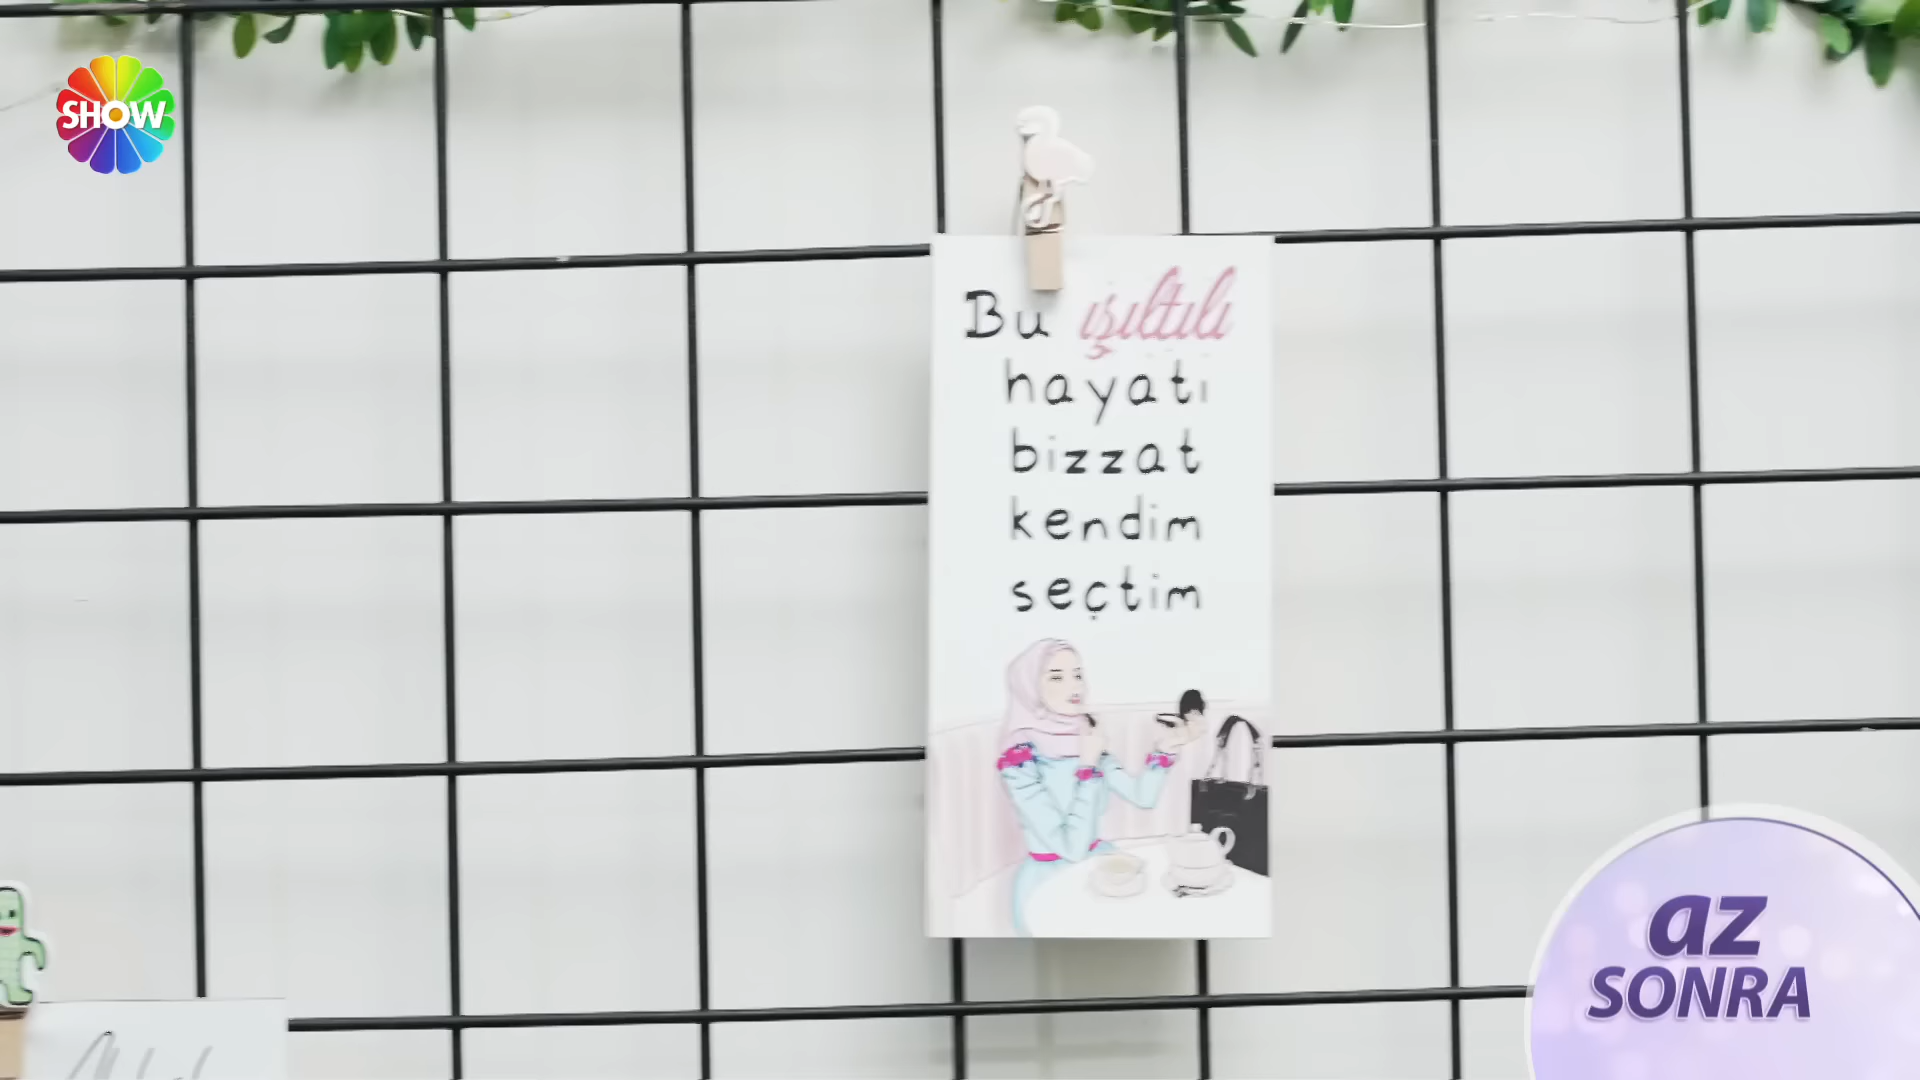 SHOW
Bu ışıltılı
hayatı
bizzat
kendim
seçtim
az
SONRA